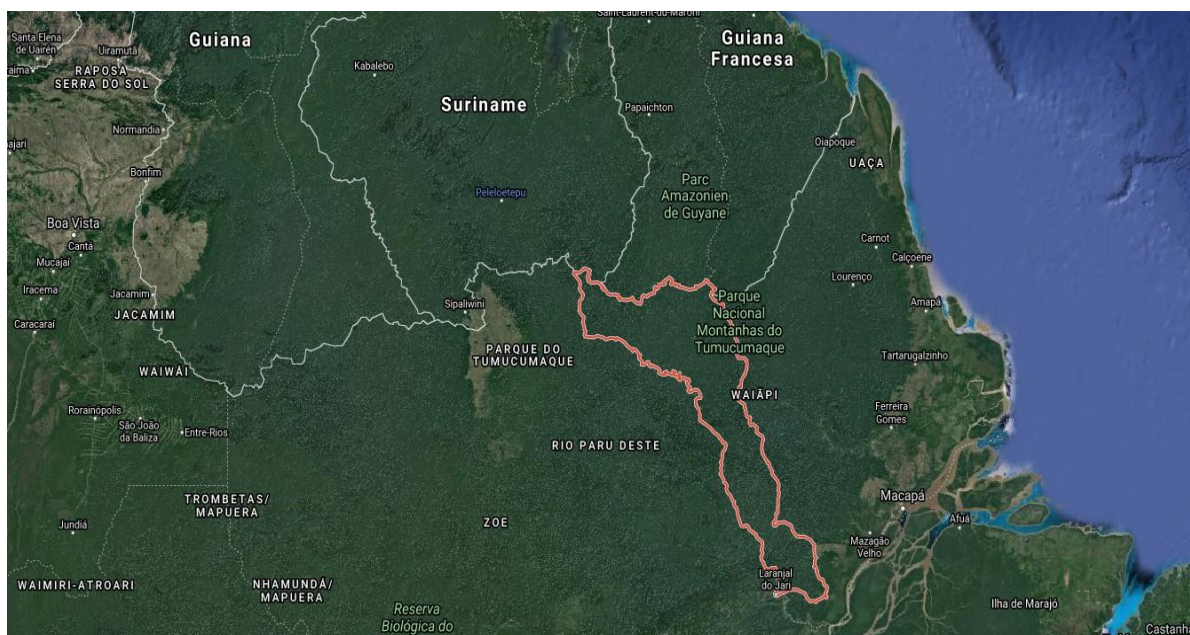 Saint-Laurent-du-Maroni
Santa Elena
de Uairén
Uiramutã
Guiana
Guiana
Francesa
RAPOSA
SERRA DO SOL
Kabalebo
Suriname
Papaichton
Normandia
Oiapoque
Bonfim
UAÇA
Parc
Amazonien
de Guyane
Peleloetepu
Boa Vista
Cantá
Mucajaí
Carnot
Calçoene
Lourenço
Iracema
Jacamim
JACAMIM
Sipaliwini
Parque
Nacional
Montanhas do
Tumucumaque
Amapá
Caracaraí
PARQUE DO
TUMUCUMAQUE
Tartarugalzinho
WAIWÁI
WAIÃPI
Rorainópolis
São João
da Baliza
Entre-Rios
Ferreira
Gomes
RIO PARU DESTE
TROMBETAS/
MAPUERA
Macapá
Jundiá
ZOE
Afuá
Mazagão
Velho
WAIMIRI-ATROARI
NHAMUNDÁ/
MAPUERA
Laranjal
do Jari
Reserva
Biológica do
Ilha de Marajó
Castanha